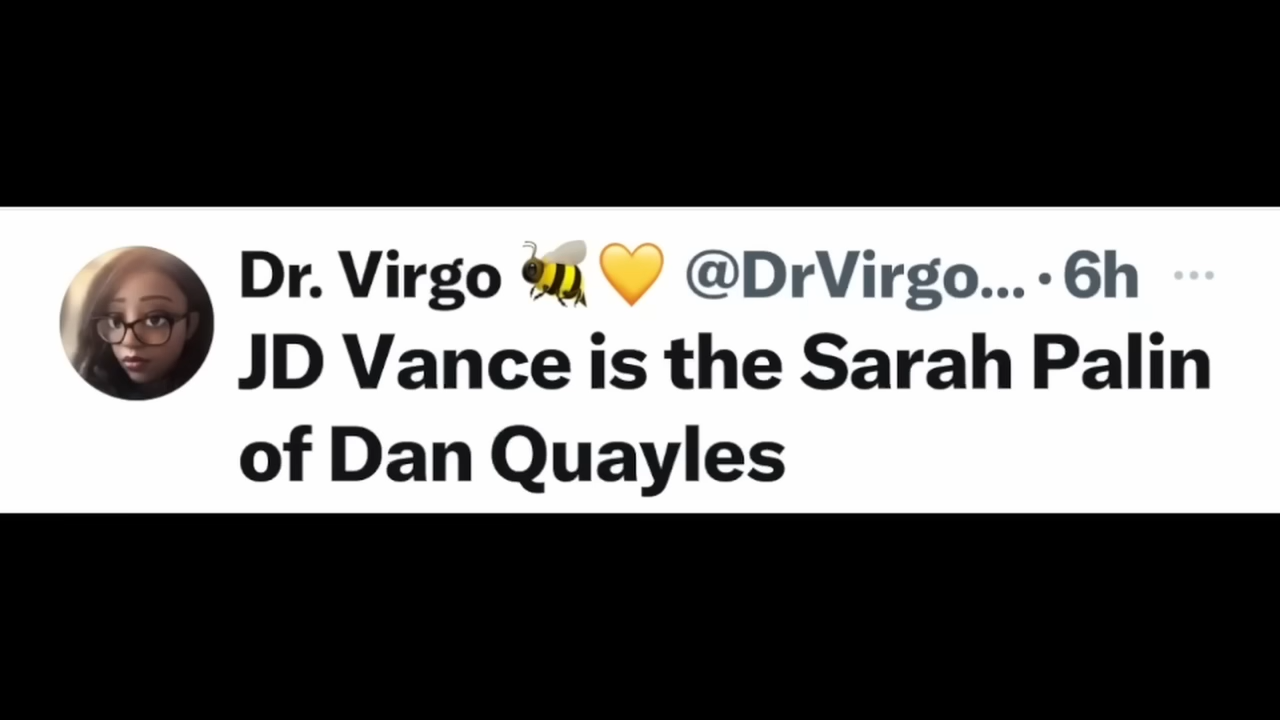 Dr. Virgo 🐝💛 @DrVirgo... · 6h ...
JD Vance is the Sarah Palin
of Dan Quayles